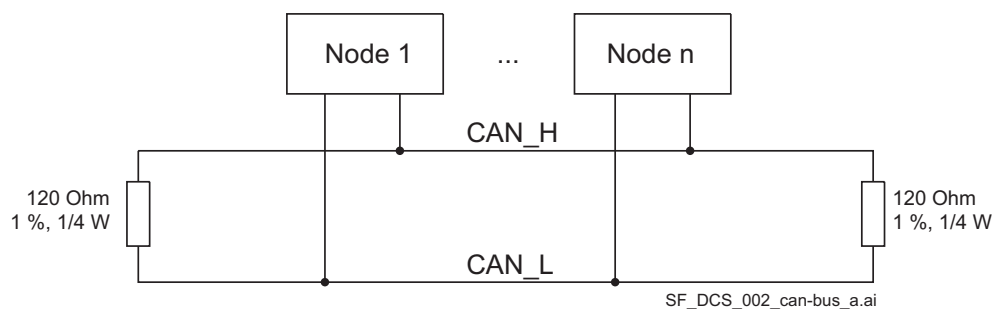 Node 1 ... Node n
CAN_H
120 Ohm
1 %, 1/4 W
120 Ohm
1 %, 1/4 W
CAN_L
SF_DCS_002_can-bus_a.ai